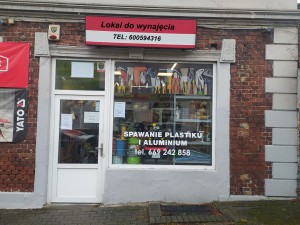 Lokal do wynajęcia
TEL: 600594316
YATO
SPAWANIE PLASTIKU
I ALUMINIUM
tel. 669 242 858